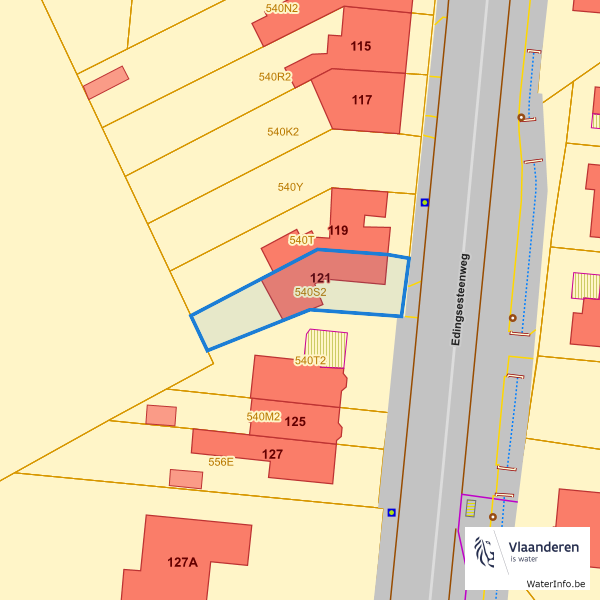 540N2
115
540R2
117
540K2
540Y
119
540T
121
540S2
Edingsesteenweg
540T2
540M2
125
127
556E
127A
Vlaanderen
is water
WaterInfo.be